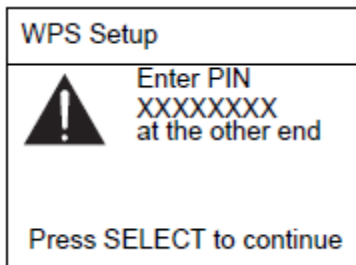 WPS Setup
Enter PIN
XXXXXXXX
at the other end
Press SELECT to continue